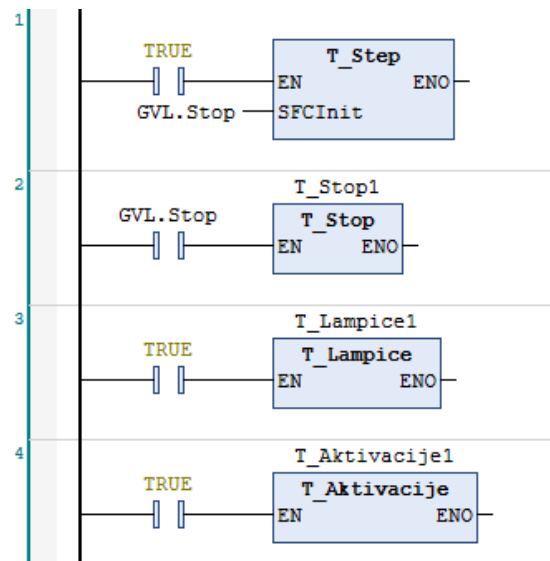 1
TRUE
T_Step
EN ENO
GVL.Stop SFCInit
2
T_Stop1
GVL.Stop
T_Stop
EN ENO
3
T_Lampice1
TRUE
T_Lampice
EN ENO
4
T_Aktivacije1
TRUE
T_Aktivacije
EN ENO